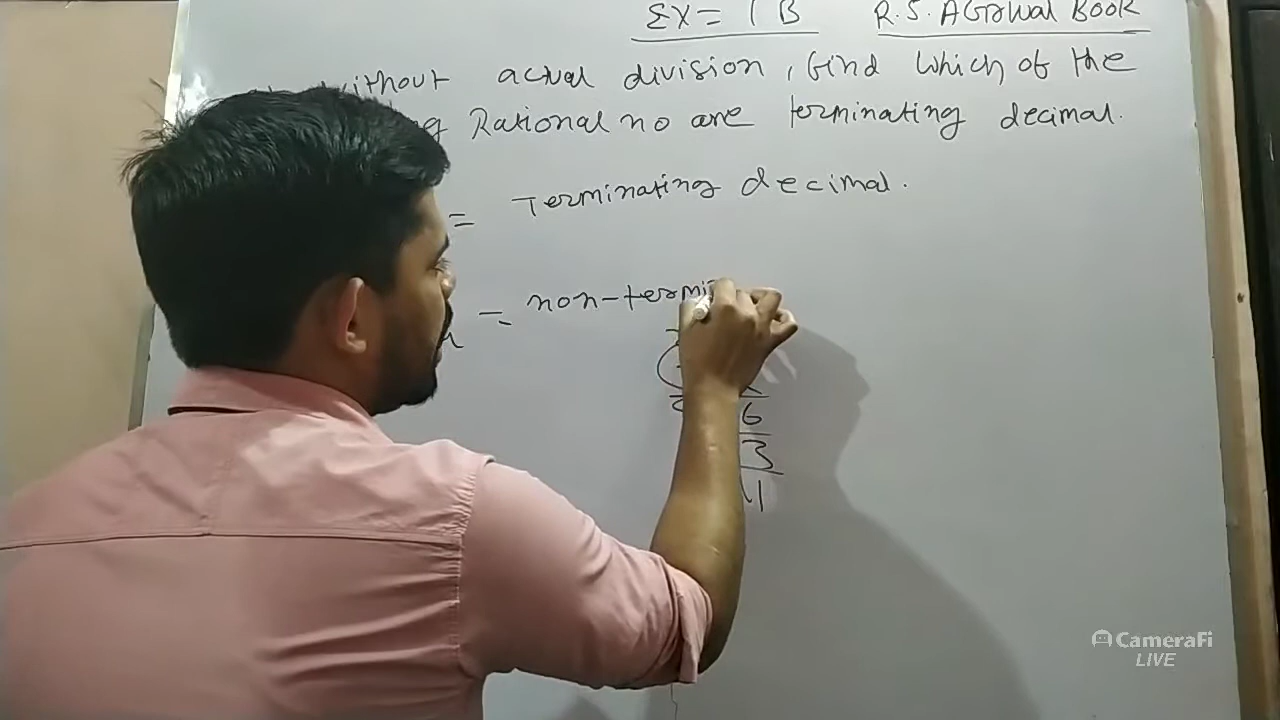 Ex = 1B R.S. AGrwal Book
without actual division, find which of the
Rational no are terminating decimal.
= Terminating decimal.
= non-termi
6
3
1
CameraFi
LIVE